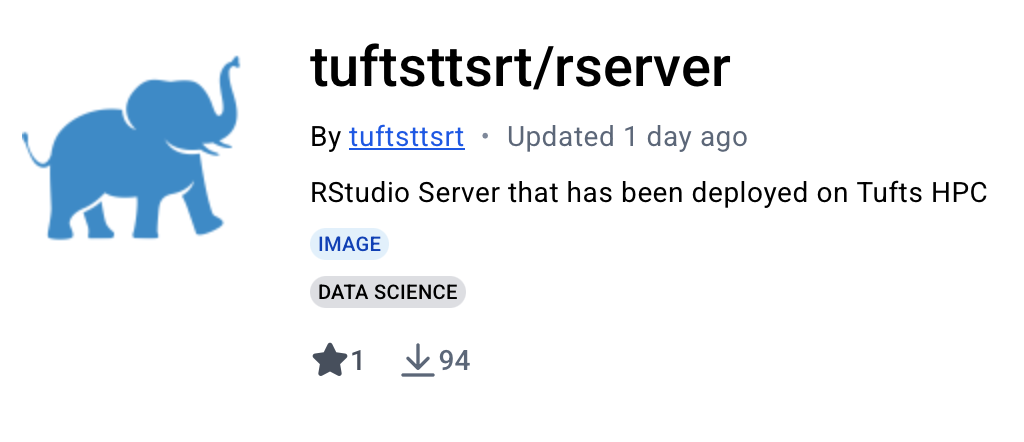 tuftsttsrt/rserver
By tuftsttsrt • Updated 1 day ago
RStudio Server that has been deployed on Tufts HPC
IMAGE
DATA SCIENCE
1 94